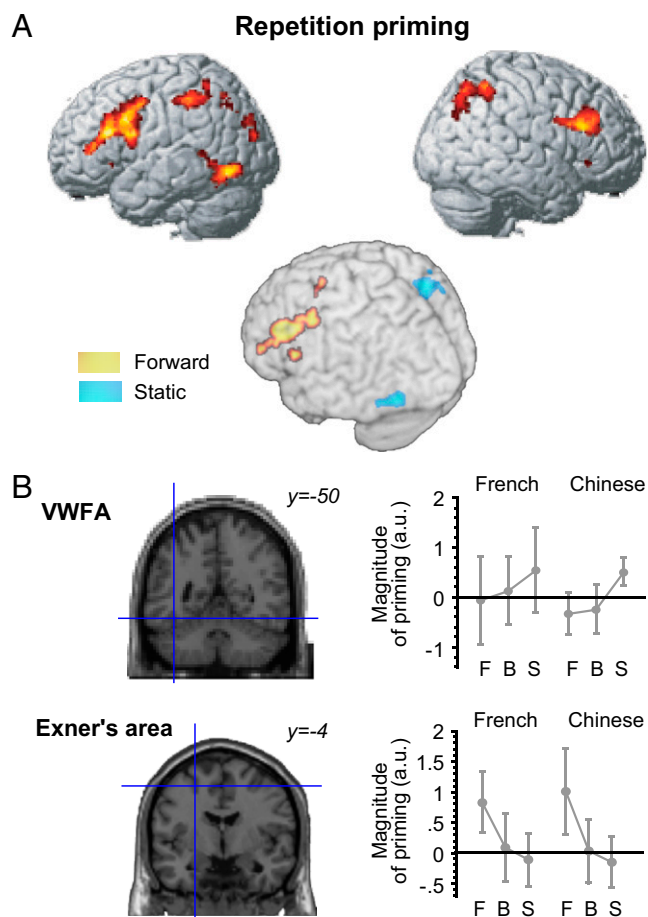 A
Repetition priming
Forward
Static
B
VWFA
y=-50
French Chinese
Magnitude
of priming (a.u.)
2
1
0
-1
F B S F B S
Exner's area
y=-4
French Chinese
Magnitude
of priming (a.u.)
2
1.5
1
.5
0
-.5
F B S F B S